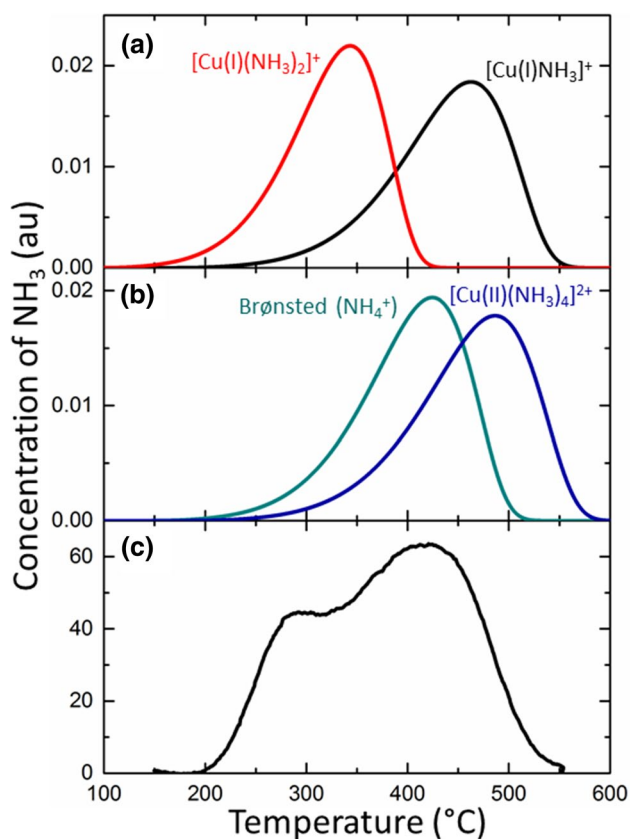 (a)
[Cu(I)(NH₃)₂]⁺
[Cu(I)NH₃]⁺
0.02
0.01
0.00
(b)
Brønsted (NH₄⁺)
[Cu(II)(NH₃)₄]²⁺
0.02
0.01
0.00
(c)
60
40
20
0
Concentration of NH₃ (au)
100 200 300 400 500 600
Temperature (°C)